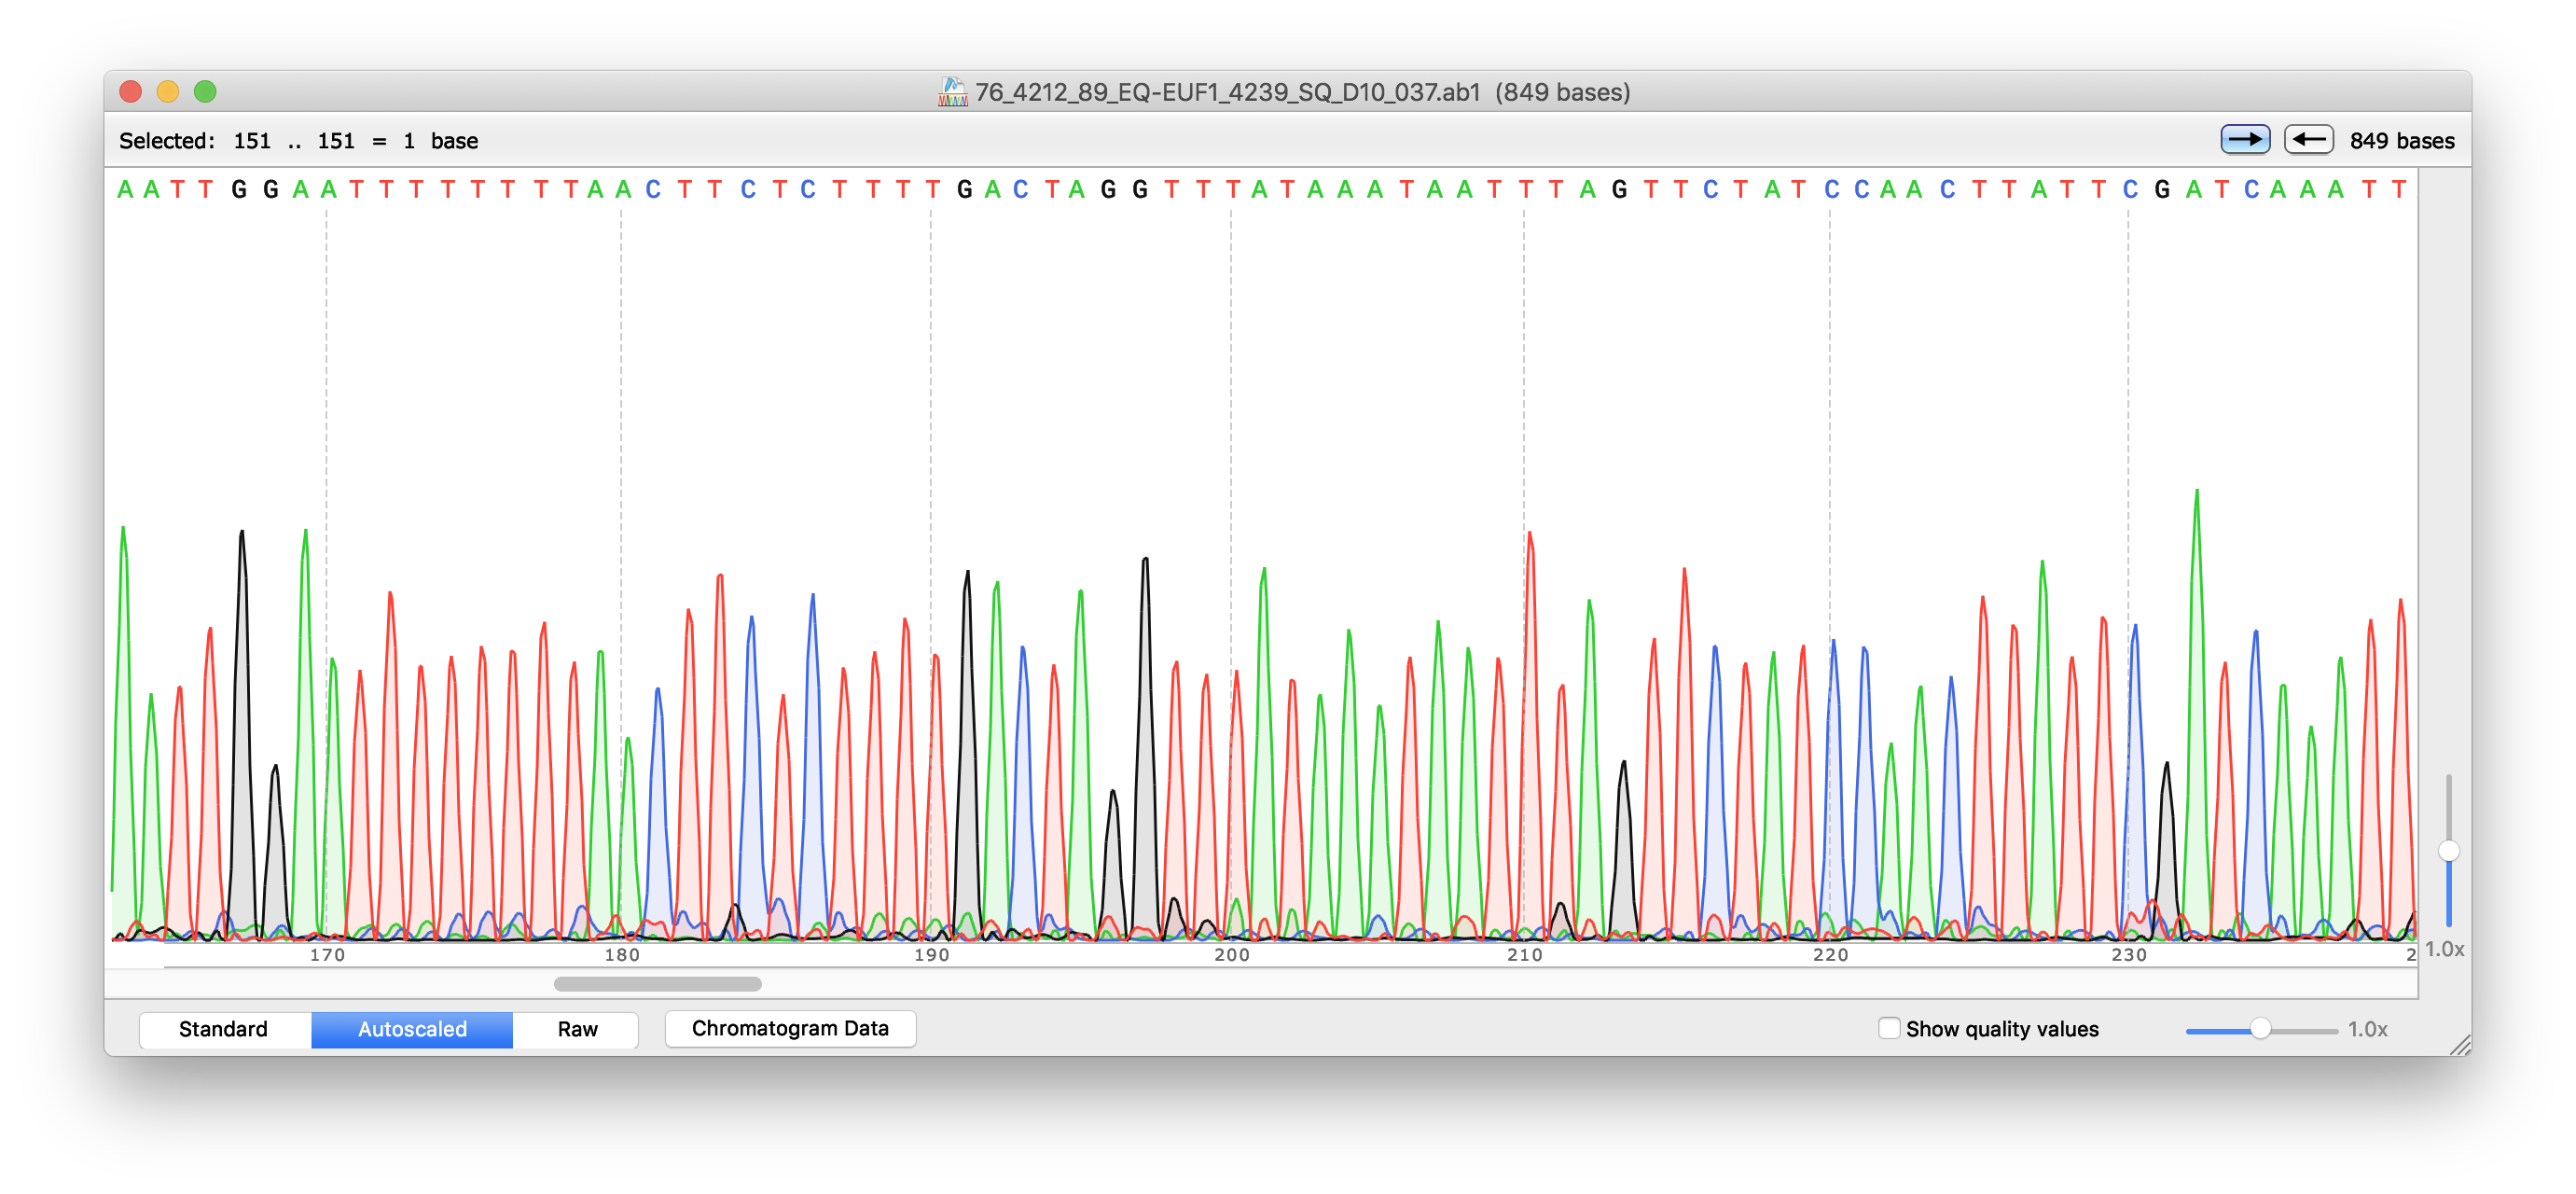 76_4212_89_EQ-EUF1_4239_SQ_D10_037.ab1 (849 bases)
Selected: 151 .. 151 = 1 base
849 bases
A A T T G G A A T T T T T T T T A A C T T C T C T T T T G A C T A G G T T T A T A A A T A A T T T A G T T C T A T C C A A C T T A T T C G A T C A A A T T
170 180 190 200 210 220 230 2
1.0x
Standard Autoscaled Raw Chromatogram Data Show quality values 1.0x